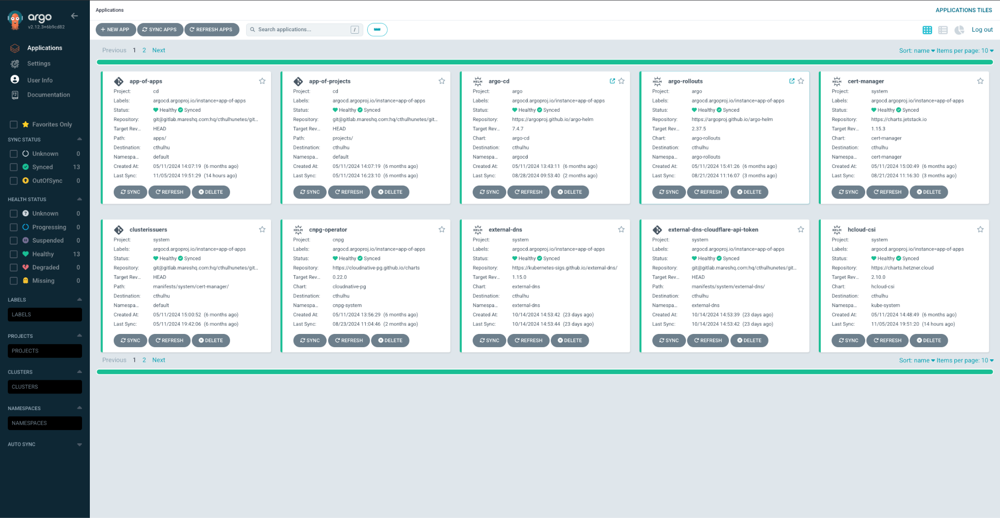 argo
v2.12.3+6b9cd82
Applications
Settings
User Info
Documentation
Favorites Only
SYNC STATUS
Unknown 0
Synced 13
OutOfSync 0
HEALTH STATUS
Unknown 0
Progressing 0
Suspended 0
Healthy 13
Degraded 0
Missing 0
LABELS
LABELS
PROJECTS
PROJECTS
CLUSTERS
CLUSTERS
NAMESPACES
NAMESPACES
AUTO SYNC
Applications
APPLICATIONS TILES
NEW APP SYNC APPS REFRESH APPS Search applications... /
Log out
Previous 1 2 Next
Sort: name Items per page: 10
app-of-apps
Project: cd
Labels: argocd.argoproj.io/instance=app-of-apps
Status: Healthy Synced
Repository: git@gitlab.mareshq.com:hq/cthulhunetes/git...
Target Rev... HEAD
Path: apps/
Destination: cthulhu
Namespa... default
Created At: 05/11/2024 14:07:19 (6 months ago)
Last Sync: 11/05/2024 19:51:29 (14 hours ago)
SYNC REFRESH DELETE
app-of-projects
Project: cd
Labels: argocd.argoproj.io/instance=app-of-apps
Status: Healthy Synced
Repository: git@gitlab.mareshq.com:hq/cthulhunetes/git...
Target Rev... HEAD
Path: projects/
Destination: cthulhu
Namespa... default
Created At: 05/11/2024 14:07:19 (6 months ago)
Last Sync: 05/11/2024 16:23:10 (6 months ago)
SYNC REFRESH DELETE
HELM argo-cd
Project: argo
Labels: argocd.argoproj.io/instance=app-of-apps
Status: Healthy Synced
Repository: https://argoproj.github.io/argo-helm
Target Rev... 7.4.7
Chart: argo-cd
Destination: cthulhu
Namespa... argocd
Created At: 05/11/2024 13:43:11 (6 months ago)
Last Sync: 08/28/2024 09:53:40 (2 months ago)
SYNC REFRESH DELETE
HELM argo-rollouts
Project: argo
Labels: argocd.argoproj.io/instance=app-of-apps
Status: Healthy Synced
Repository: https://argoproj.github.io/argo-helm
Target Rev... 2.37.5
Chart: argo-rollouts
Destination: cthulhu
Namespa... argo-rollouts
Created At: 05/11/2024 15:41:26 (6 months ago)
Last Sync: 08/21/2024 11:16:07 (3 months ago)
SYNC REFRESH DELETE
HELM cert-manager
Project: system
Labels: argocd.argoproj.io/instance=app-of-apps
Status: Healthy Synced
Repository: https://charts.jetstack.io
Target Rev... 1.15.3
Chart: cert-manager
Destination: cthulhu
Namespa... cert-manager
Created At: 05/11/2024 15:00:49 (6 months ago)
Last Sync: 08/21/2024 11:16:30 (3 months ago)
SYNC REFRESH DELETE
clusterissuers
Project: system
Labels: argocd.argoproj.io/instance=app-of-apps
Status: Healthy Synced
Repository: git@gitlab.mareshq.com:hq/cthulhunetes/git...
Target Rev... HEAD
Path: manifests/system/cert-manager/
Destination: cthulhu
Namespa... default
Created At: 05/11/2024 15:00:52 (6 months ago)
Last Sync: 05/11/2024 19:42:06 (6 months ago)
SYNC REFRESH DELETE
HELM cnpg-operator
Project: cnpg
Labels: argocd.argoproj.io/instance=app-of-apps
Status: Healthy Synced
Repository: https://cloudnative-pg.github.io/charts
Target Rev... 0.22.0
Chart: cloudnative-pg
Destination: cthulhu
Namespa... cnpg-system
Created At: 05/11/2024 13:56:29 (6 months ago)
Last Sync: 08/23/2024 11:04:46 (2 months ago)
SYNC REFRESH DELETE
HELM external-dns
Project: system
Labels: argocd.argoproj.io/instance=app-of-apps
Status: Healthy Synced
Repository: https://kubernetes-sigs.github.io/external-dns/
Target Rev... 1.15.0
Chart: external-dns
Destination: cthulhu
Namespa... external-dns
Created At: 10/14/2024 14:53:42 (23 days ago)
Last Sync: 10/14/2024 14:53:44 (23 days ago)
SYNC REFRESH DELETE
external-dns-cloudflare-api-token
Project: system
Labels: argocd.argoproj.io/instance=app-of-apps
Status: Healthy Synced
Repository: git@gitlab.mareshq.com:hq/cthulhunetes/git...
Target Rev... HEAD
Path: manifests/system/external-dns/
Destination: cthulhu
Namespa... external-dns
Created At: 10/14/2024 14:53:39 (23 days ago)
Last Sync: 10/14/2024 14:53:42 (23 days ago)
SYNC REFRESH DELETE
HELM hcloud-csi
Project: system
Labels: argocd.argoproj.io/instance=app-of-apps
Status: Healthy Synced
Repository: https://charts.hetzner.cloud
Target Rev... 2.10.0
Chart: hcloud-csi
Destination: cthulhu
Namespa... kube-system
Created At: 05/11/2024 14:48:49 (6 months ago)
Last Sync: 11/05/2024 19:51:20 (14 hours ago)
SYNC REFRESH DELETE
Previous 1 2 Next
Sort: name Items per page: 10